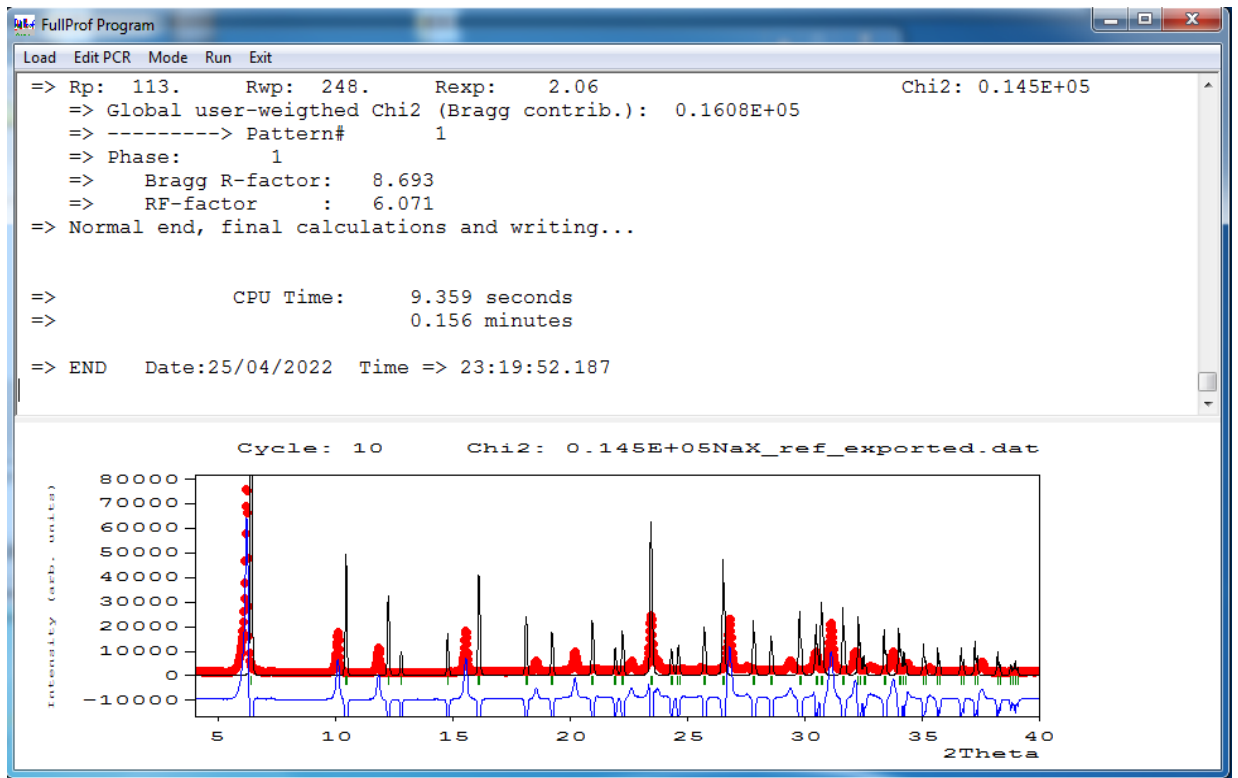 FullProf Program
Load Edit PCR Mode Run Exit
=> Rp: 113. Rwp: 248. Rexp: 2.06 Chi2: 0.145E+05
=> Global user-weigthed Chi2 (Bragg contrib.): 0.1608E+05
=> ---------> Pattern# 1
=> Phase: 1
=> Bragg R-factor: 8.693
=> RF-factor : 6.071
=> Normal end, final calculations and writing...
=> CPU Time: 9.359 seconds
=> 0.156 minutes
=> END Date:25/04/2022 Time => 23:19:52.187
Cycle: 10 Chi2: 0.145E+05NaX_ref_exported.dat
Intensity (arb. units)
80000
70000
60000
50000
40000
30000
20000
10000
0
-10000
5 10 15 20 25 30 35 40
2Theta